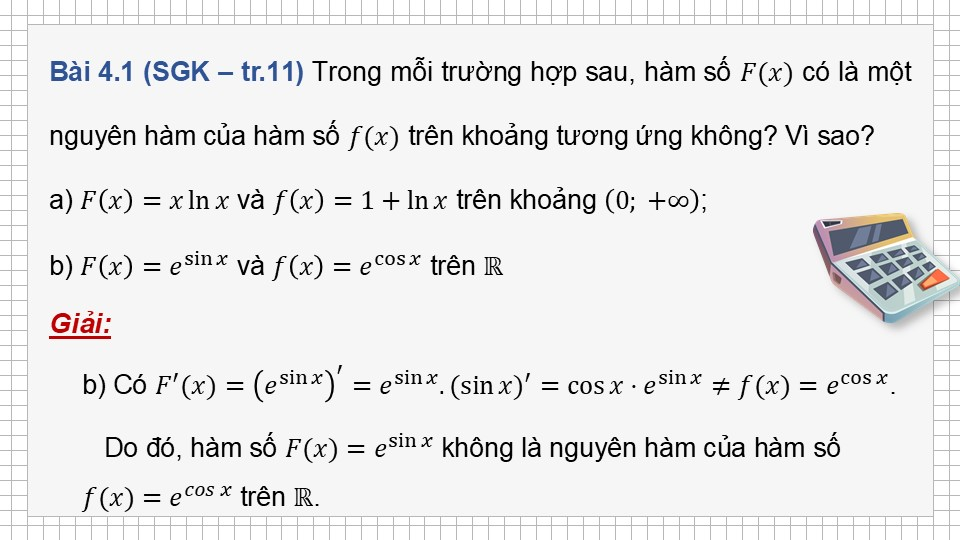 Bài 4.1 (SGK – tr.11) Trong mỗi trường hợp sau, hàm số 𝐹(𝑥) có là một
nguyên hàm của hàm số 𝑓(𝑥) trên khoảng tương ứng không? Vì sao?
a) 𝐹(𝑥) = 𝑥 ln 𝑥 và 𝑓(𝑥) = 1 + ln 𝑥 trên khoảng (0; +∞);
b) 𝐹(𝑥) = 𝑒^{sin 𝑥} và 𝑓(𝑥) = 𝑒^{cos 𝑥} trên ℝ
Giải:
b) Có 𝐹′(𝑥) = (𝑒^{sin 𝑥})′ = 𝑒^{sin 𝑥}. (sin 𝑥)′ = cos 𝑥 · 𝑒^{sin 𝑥} ≠ 𝑓(𝑥) = 𝑒^{cos 𝑥}.
Do đó, hàm số 𝐹(𝑥) = 𝑒^{sin 𝑥} không là nguyên hàm của hàm số
𝑓(𝑥) = 𝑒^{𝑐𝑜𝑠 𝑥} trên ℝ.